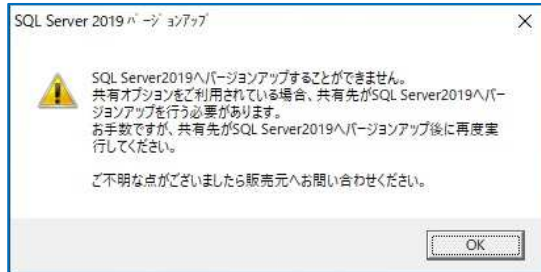 SQL Server 2019 ﾊﾞｰｼﾞｮﾝｱｯﾌﾟ
SQL Server2019へバージョンアップすることができません。
共有オプションをご利用されている場合、共有先がSQL Server2019へバー
ジョンアップを行う必要があります。
お手数ですが、共有先がSQL Server2019へバージョンアップ後に再度実
行してください。
ご不明な点がございましたら販売元へお問い合わせください。
OK